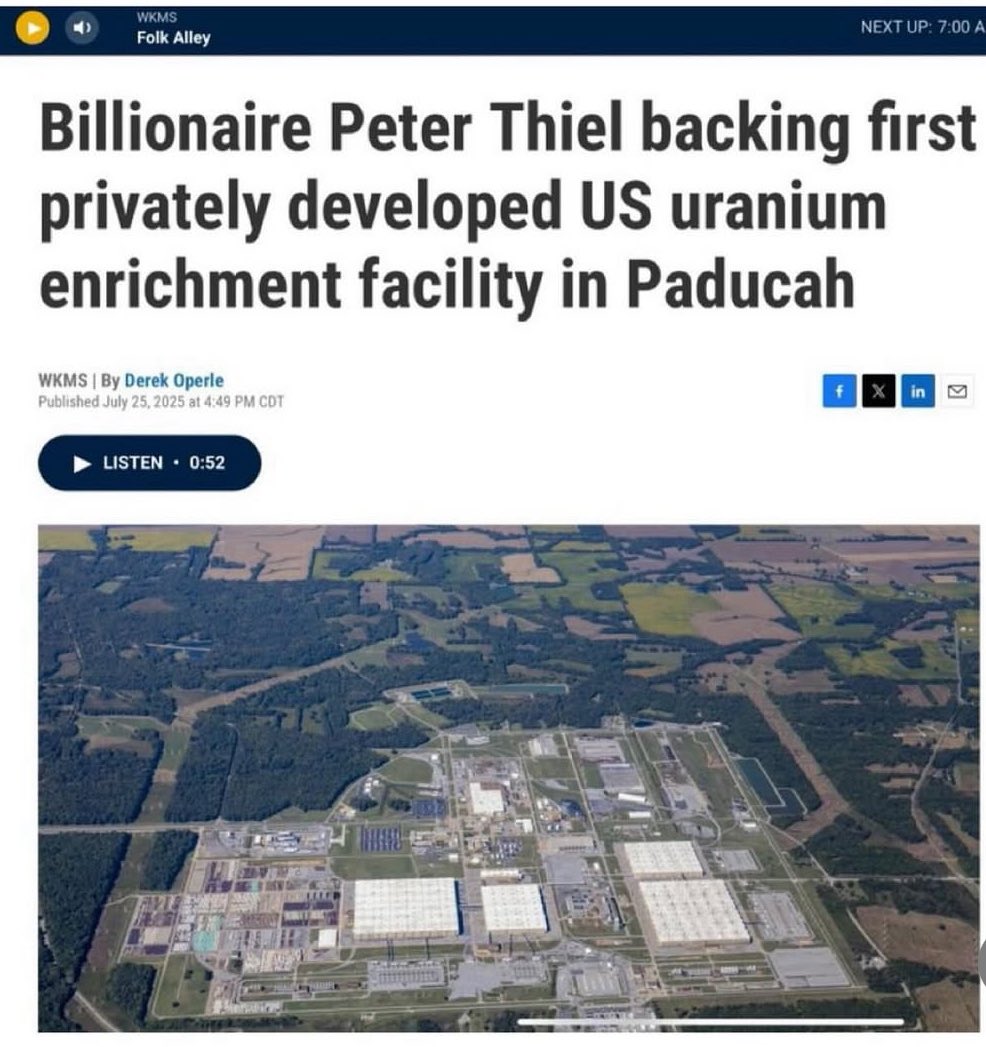 WKMS
Folk Alley
NEXT UP: 7:00 A
Billionaire Peter Thiel backing first
privately developed US uranium
enrichment facility in Paducah
WKMS | By Derek Operle
Published July 25, 2025 at 4:49 PM CDT
LISTEN • 0:52